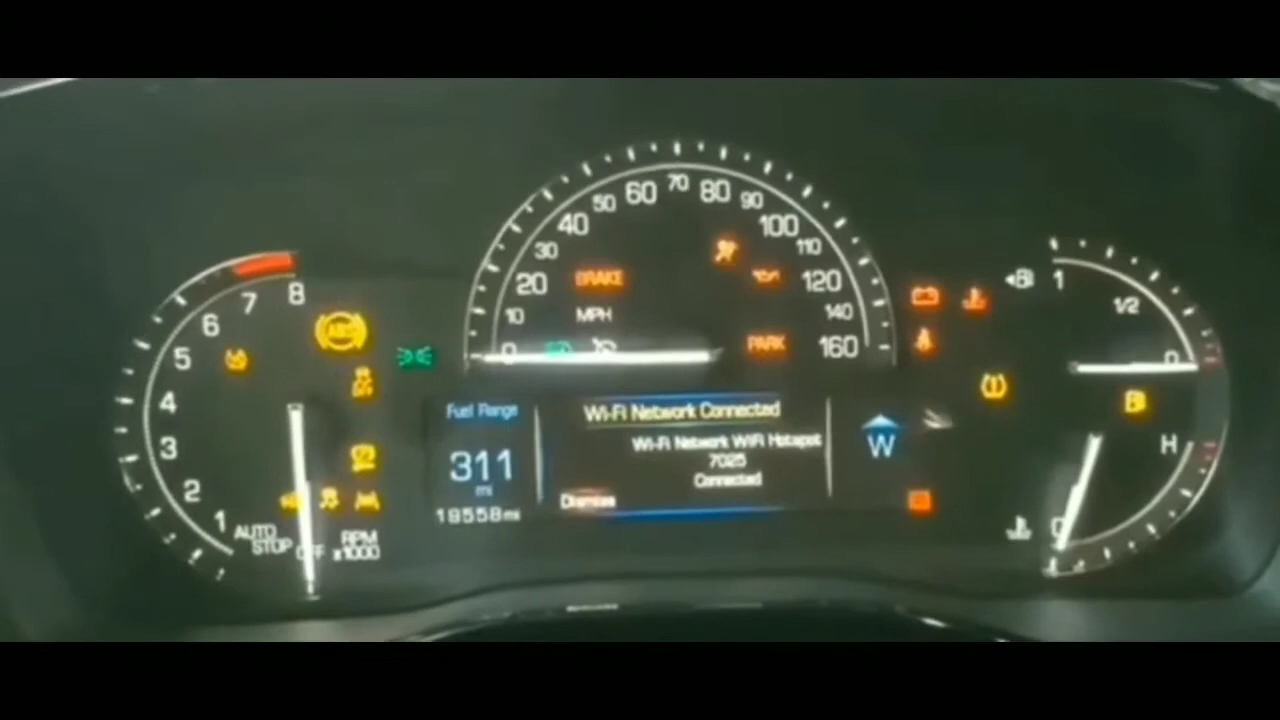 8
7
6
5
4
3
2
1
AUTO
STOP
OFF
RPM
x1000
ABS
0
10
20
30
40
50
60
70
80
90
100
110
120
140
160
BRAKE
MPH
PARK
Fuel Range
311
mi
19558 mi
Wi-Fi Network Connected
Wi-Fi Network WiFi Hotspot
7025
Connected
Dismiss
W
1
1/2
0
H
C